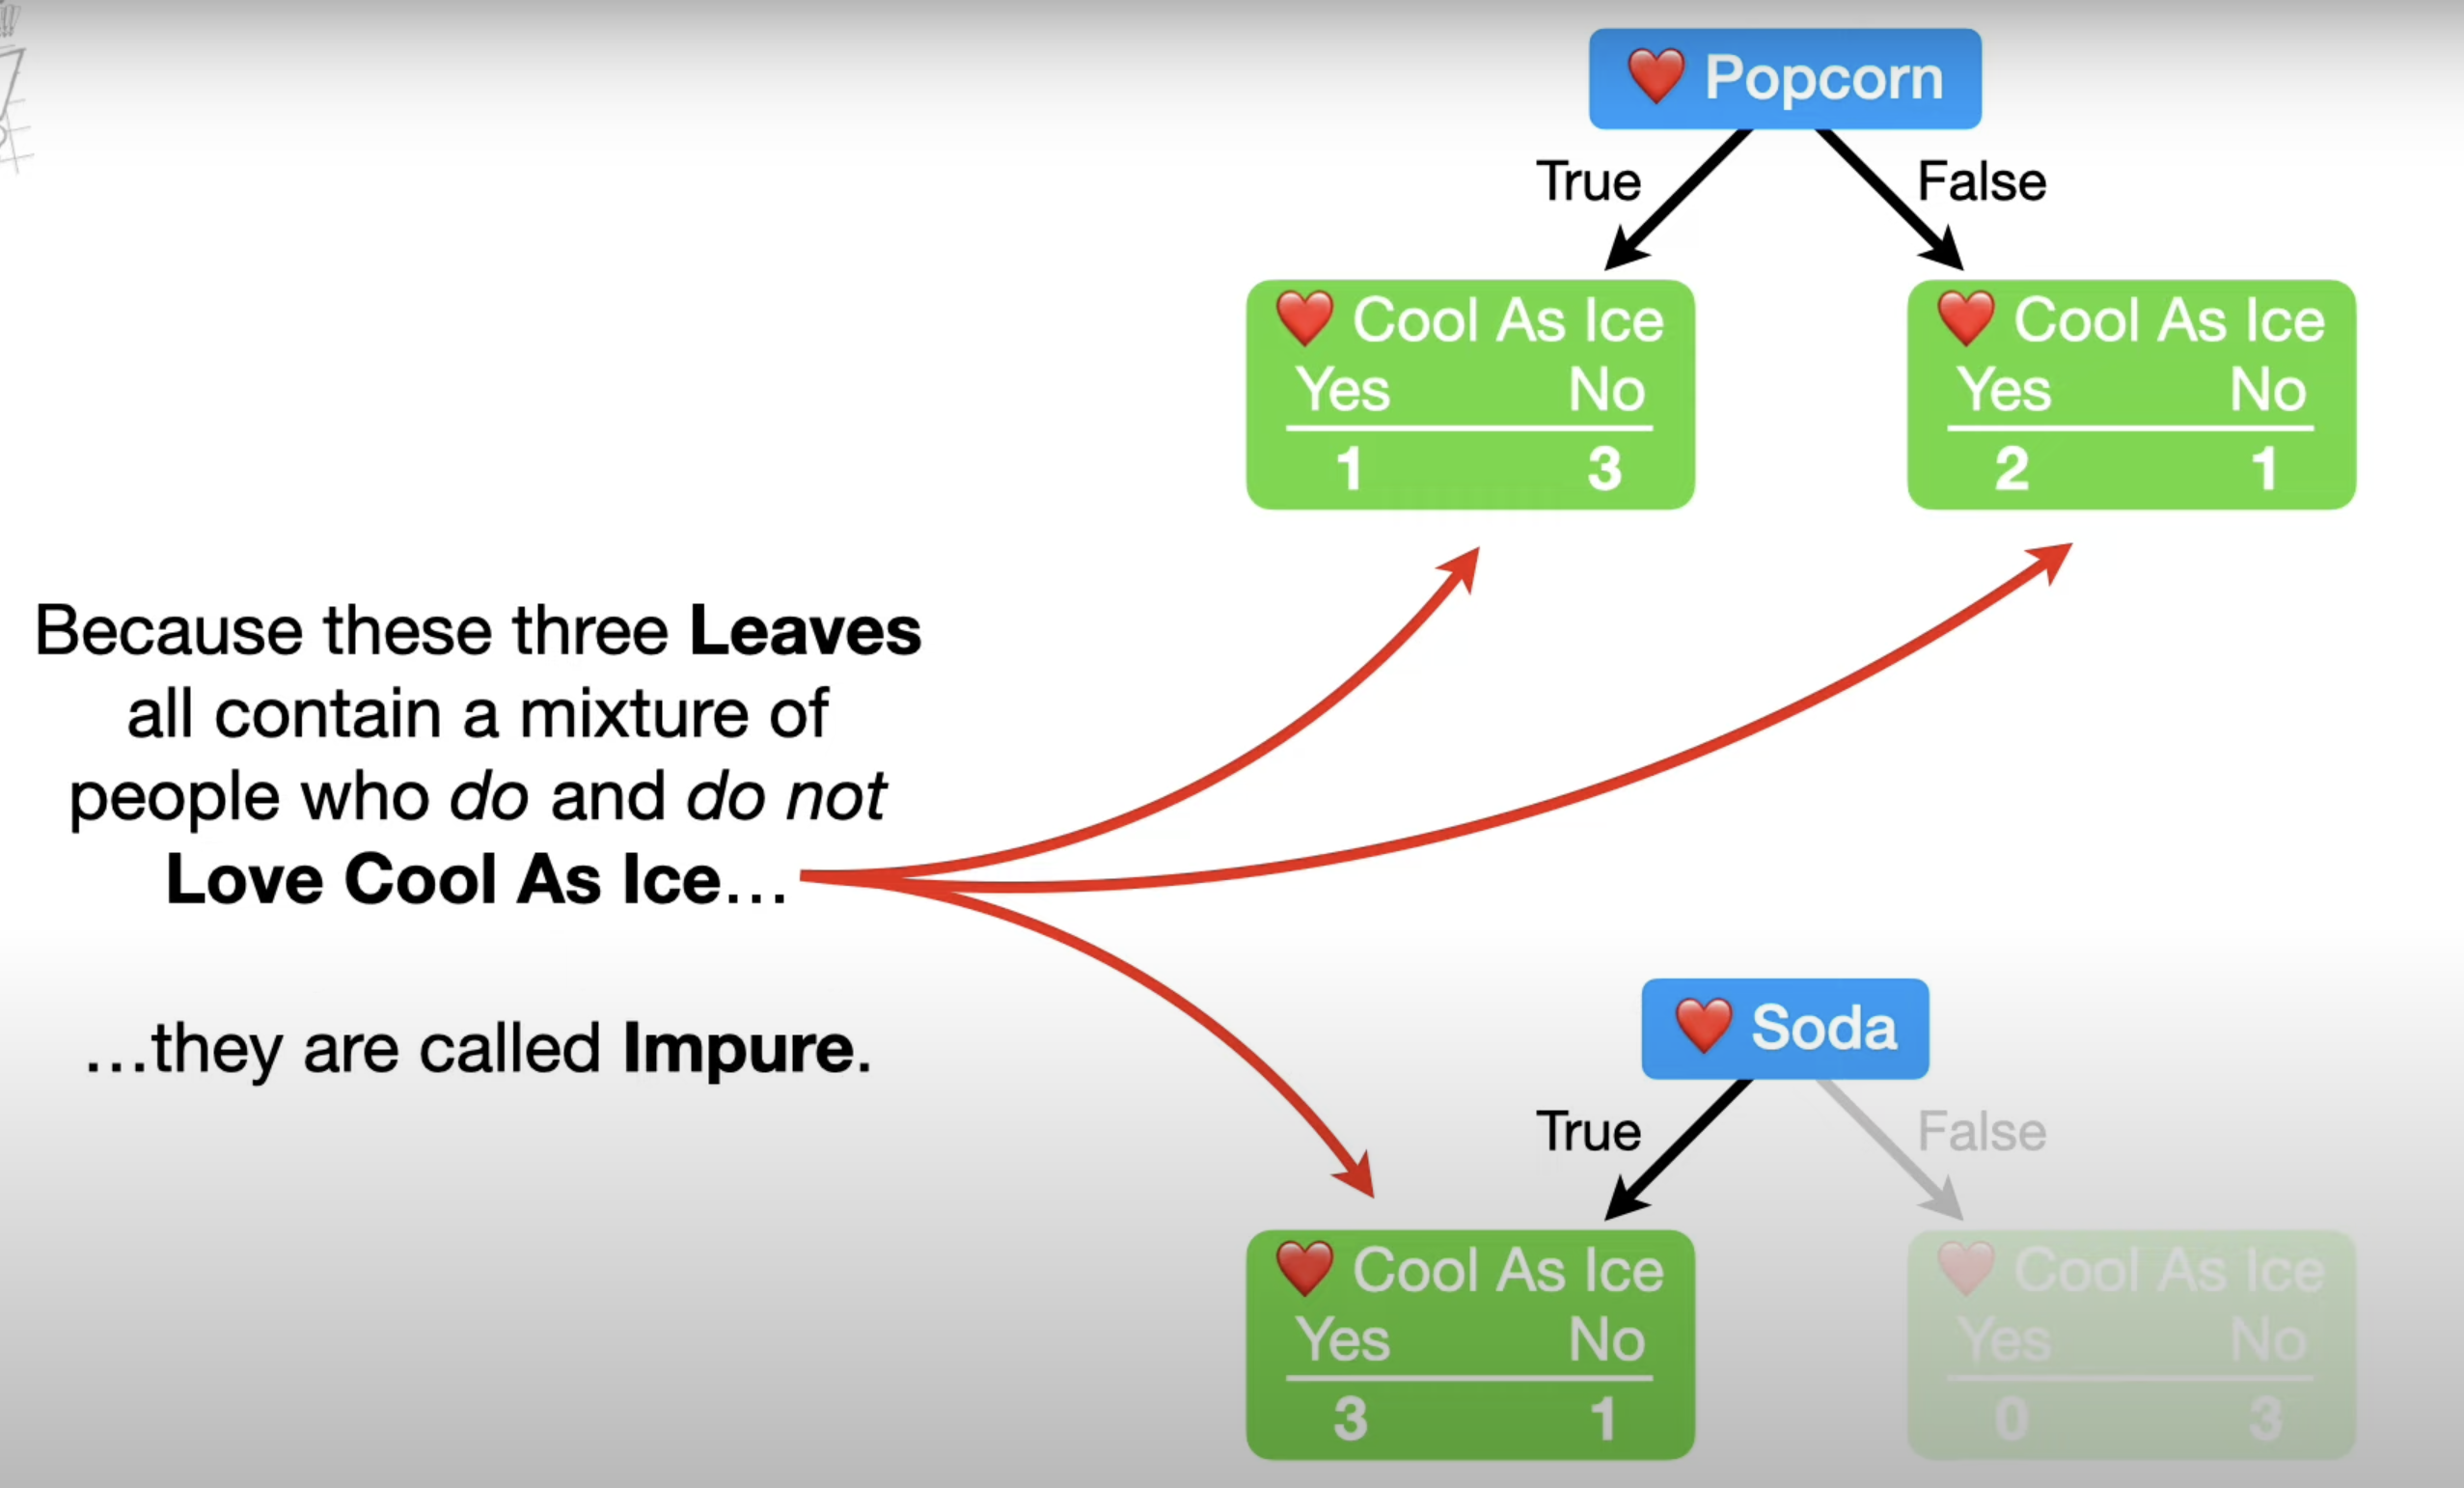 ❤️ Popcorn
True False
❤️ Cool As Ice ❤️ Cool As Ice
Yes No Yes No
1 3 2 1
Because these three Leaves
all contain a mixture of
people who do and do not
Love Cool As Ice...
...they are called Impure.
❤️ Soda
True False
❤️ Cool As Ice ❤️ Cool As Ice
Yes No Yes No
3 1 0 3